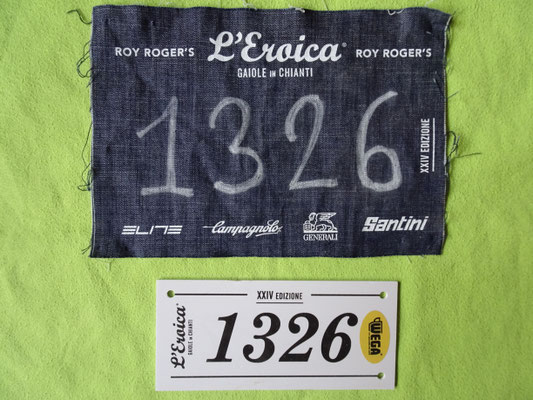 ROY ROGER'S L'Eroica® ROY ROGER'S
GAIOLE IN CHIANTI
1326
XXIV EDIZIONE
ELITE Campagnolo GENERALI Santini
XXIV EDIZIONE
L'Eroica
GAIOLE IN CHIANTI
1326
WEGA